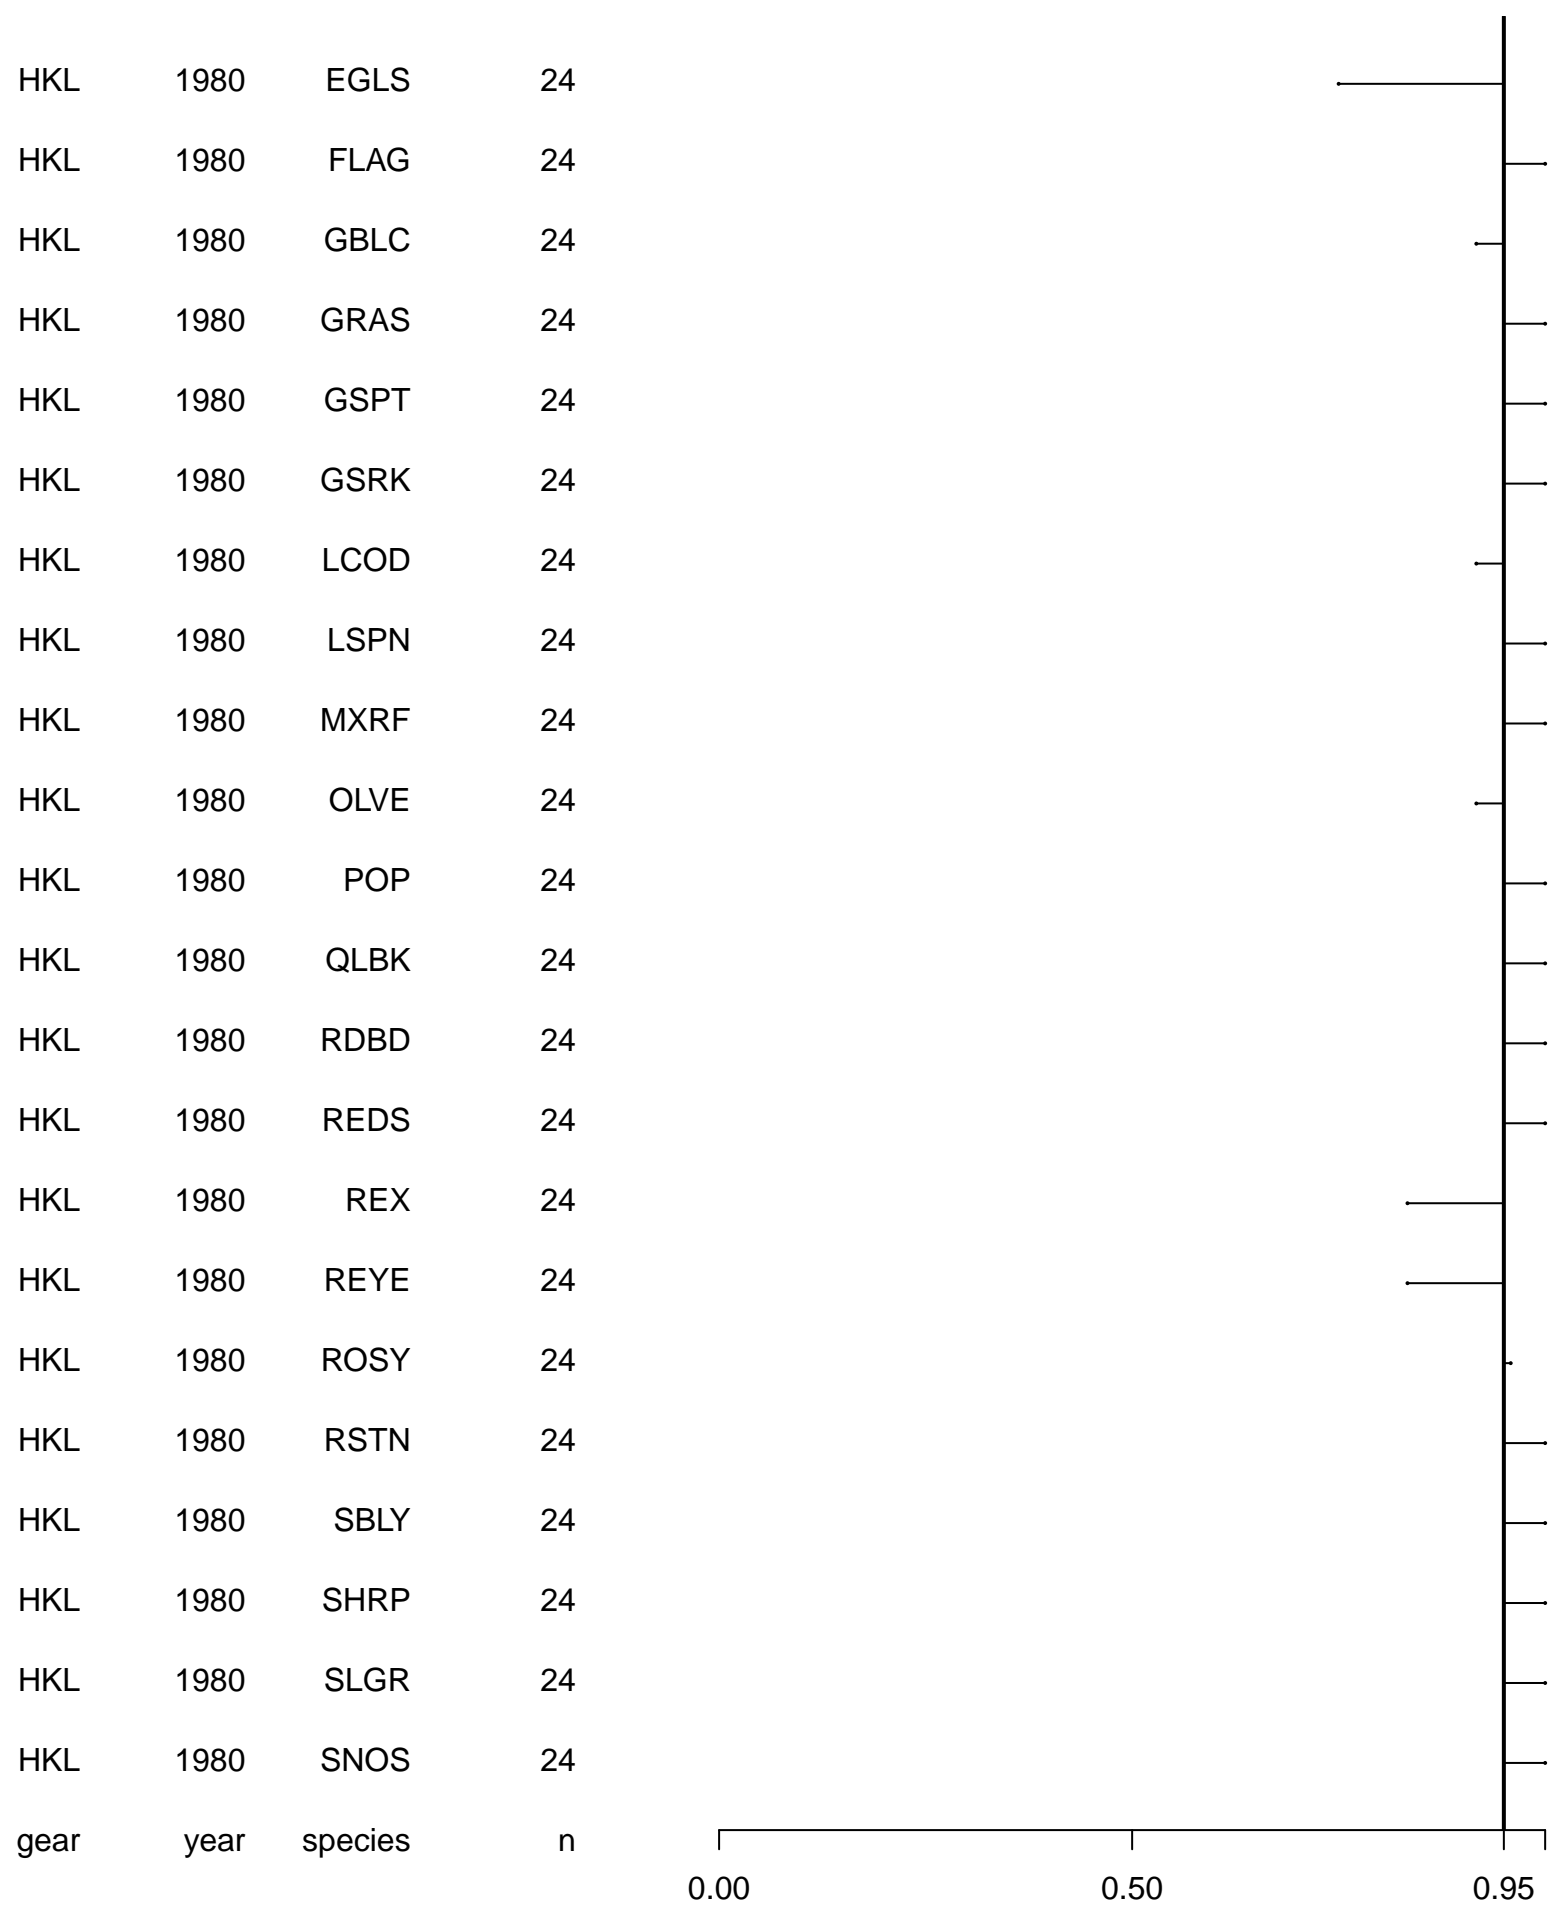 HKL 1980 EGLS 24
HKL 1980 FLAG 24
HKL 1980 GBLC 24
HKL 1980 GRAS 24
HKL 1980 GSPT 24
HKL 1980 GSRK 24
HKL 1980 LCOD 24
HKL 1980 LSPN 24
HKL 1980 MXRF 24
HKL 1980 OLVE 24
HKL 1980 POP 24
HKL 1980 QLBK 24
HKL 1980 RDBD 24
HKL 1980 REDS 24
HKL 1980 REX 24
HKL 1980 REYE 24
HKL 1980 ROSY 24
HKL 1980 RSTN 24
HKL 1980 SBLY 24
HKL 1980 SHRP 24
HKL 1980 SLGR 24
HKL 1980 SNOS 24
gear year species n
0.00 0.50 0.95